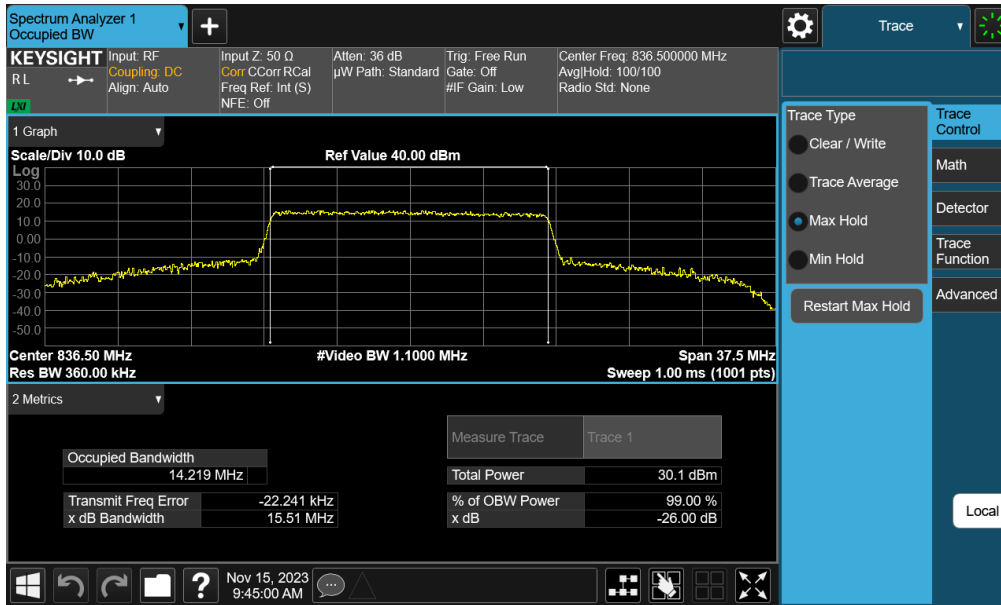 Spectrum Analyzer 1
Occupied BW
+
Trace
KEYSIGHT
R L
LXI
Input: RF
Coupling: DC
Align: Auto
Input Z: 50 Ω
Corr CCorr RCal
Freq Ref: Int (S)
NFE: Off
Atten: 36 dB
µW Path: Standard
Trig: Free Run
Gate: Off
#IF Gain: Low
Center Freq: 836.500000 MHz
Avg|Hold: 100/100
Radio Std: None
1 Graph
Scale/Div 10.0 dB
Ref Value 40.00 dBm
Log
30.0
20.0
10.0
0.00
-10.0
-20.0
-30.0
-40.0
-50.0
Center 836.50 MHz
#Video BW 1.1000 MHz
Span 37.5 MHz
Res BW 360.00 kHz
Sweep 1.00 ms (1001 pts)
2 Metrics
Measure Trace Trace 1
Occupied Bandwidth
14.219 MHz
Total Power 30.1 dBm
Transmit Freq Error -22.241 kHz
% of OBW Power 99.00 %
x dB Bandwidth 15.51 MHz
x dB -26.00 dB
Trace Type
Clear / Write
Trace Average
Max Hold
Min Hold
Restart Max Hold
Trace
Control
Math
Detector
Trace
Function
Advanced
Local
?
Nov 15, 2023
9:45:00 AM